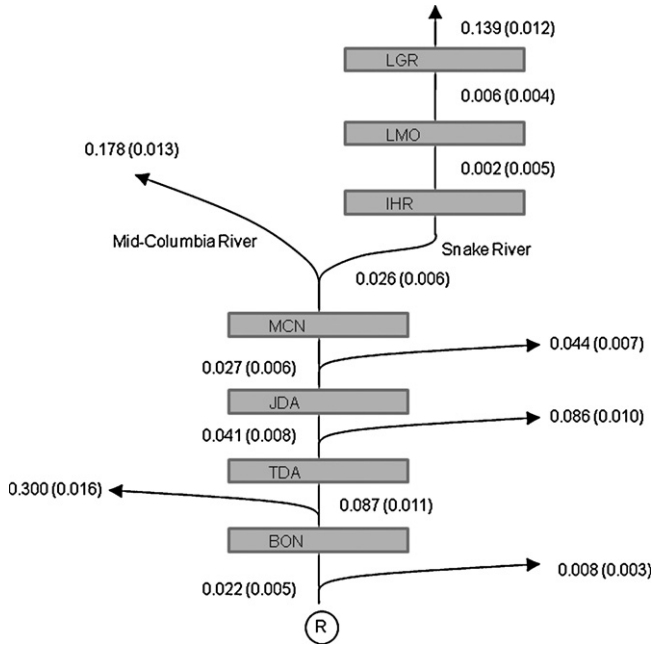 0.139 (0.012)
LGR
0.006 (0.004)
LMO
0.178 (0.013)
0.002 (0.005)
IHR
Mid-Columbia River
Snake River
0.026 (0.006)
MCN
0.044 (0.007)
0.027 (0.006)
JDA
0.086 (0.010)
0.041 (0.008)
TDA
0.300 (0.016)
0.087 (0.011)
BON
0.008 (0.003)
0.022 (0.005)
R